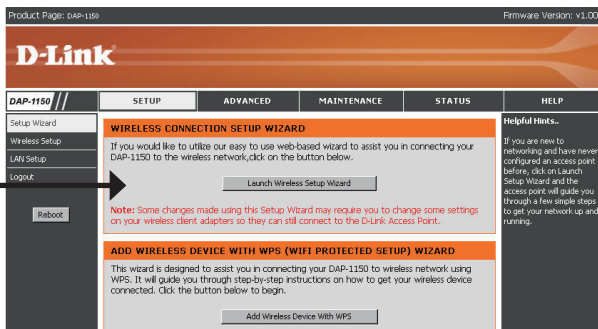 Product Page: DAP-1150
Firmware Version: v1.00
D-Link
DAP-1150
SETUP
ADVANCED
MAINTENANCE
STATUS
HELP
Setup Wizard
Wireless Setup
LAN Setup
Logout
Reboot
WIRELESS CONNECTION SETUP WIZARD
If you would like to utilize our easy to use web-based wizard to assist you in connecting your
DAP-1150 to the wireless network,click on the button below.
Launch Wireless Setup Wizard
Note: Some changes made using this Setup Wizard may require you to change some settings
on your wireless client adapters so they can still connect to the D-Link Access Point.
ADD WIRELESS DEVICE WITH WPS (WIFI PROTECTED SETUP) WIZARD
This wizard is designed to assist you in connecting your DAP-1150 to wireless network using
WPS. It will guide you through step-by-step instructions on how to get your wireless device
connected. Click the button below to begin.
Add Wireless Device With WPS
Helpful Hints..
If you are new to
networking and have never
configured an access point
before, click on Launch
Setup Wizard and the
access point will guide you
through a few simple steps
to get your network up and
running.